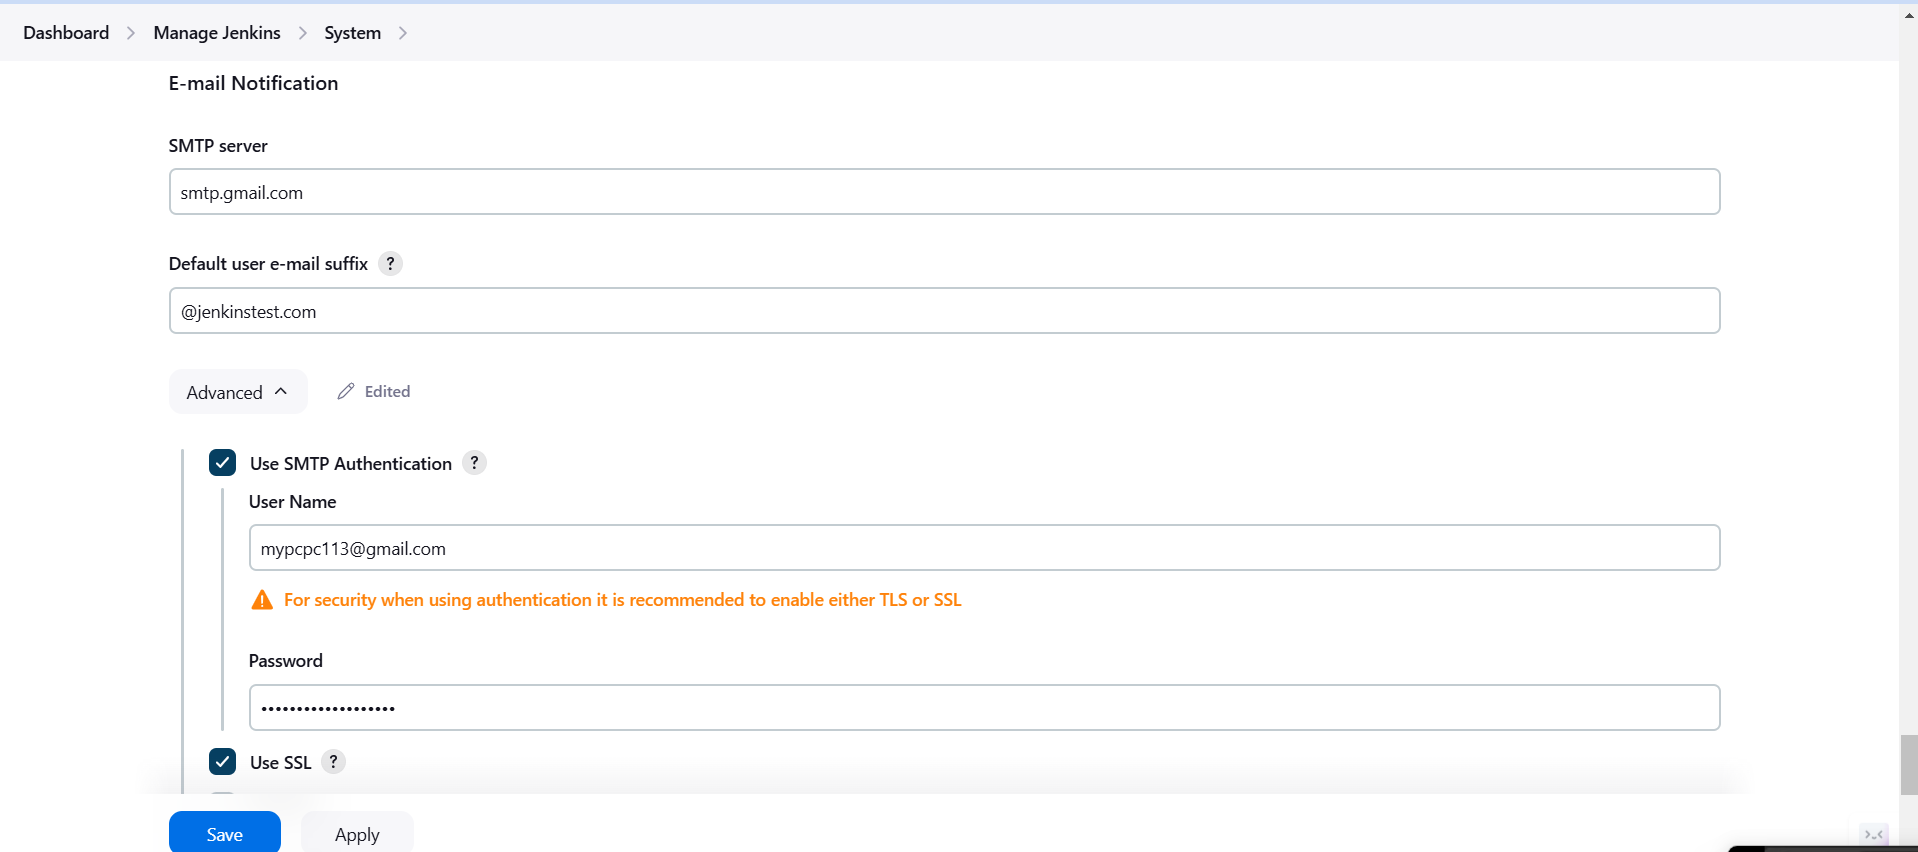 Dashboard > Manage Jenkins > System >
E-mail Notification
SMTP server
smtp.gmail.com
Default user e-mail suffix ?
@jenkinstest.com
Advanced Edited
Use SMTP Authentication ?
User Name
mypcpc113@gmail.com
For security when using authentication it is recommended to enable either TLS or SSL
Password
•••••••••••••••••••
Use SSL ?
Save Apply